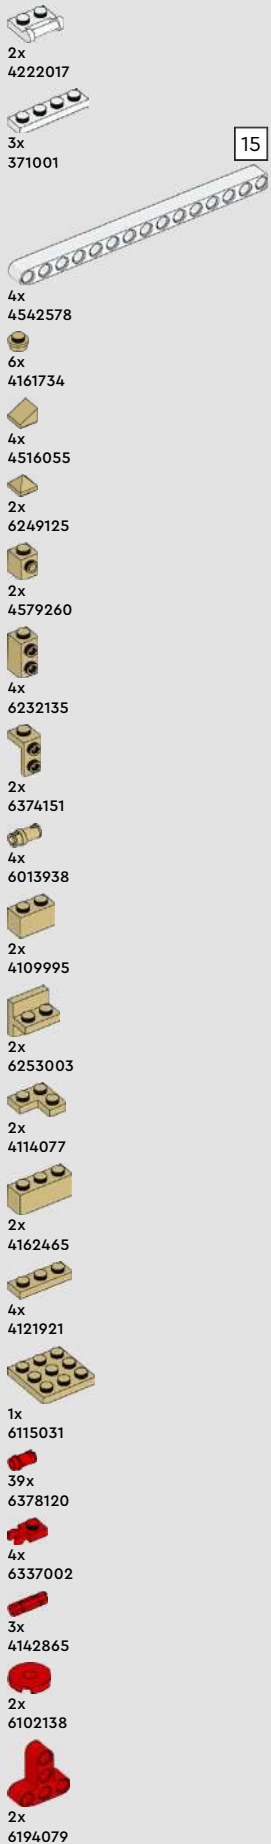 2x
4222017
3x
371001
15
4x
4542578
6x
4161734
4x
4516055
2x
6249125
2x
4579260
4x
6232135
2x
6374151
4x
6013938
2x
4109995
2x
6253003
2x
4114077
2x
4162465
4x
4121921
1x
6115031
39x
6378120
4x
6337002
3x
4142865
2x
6102138
2x
6194079